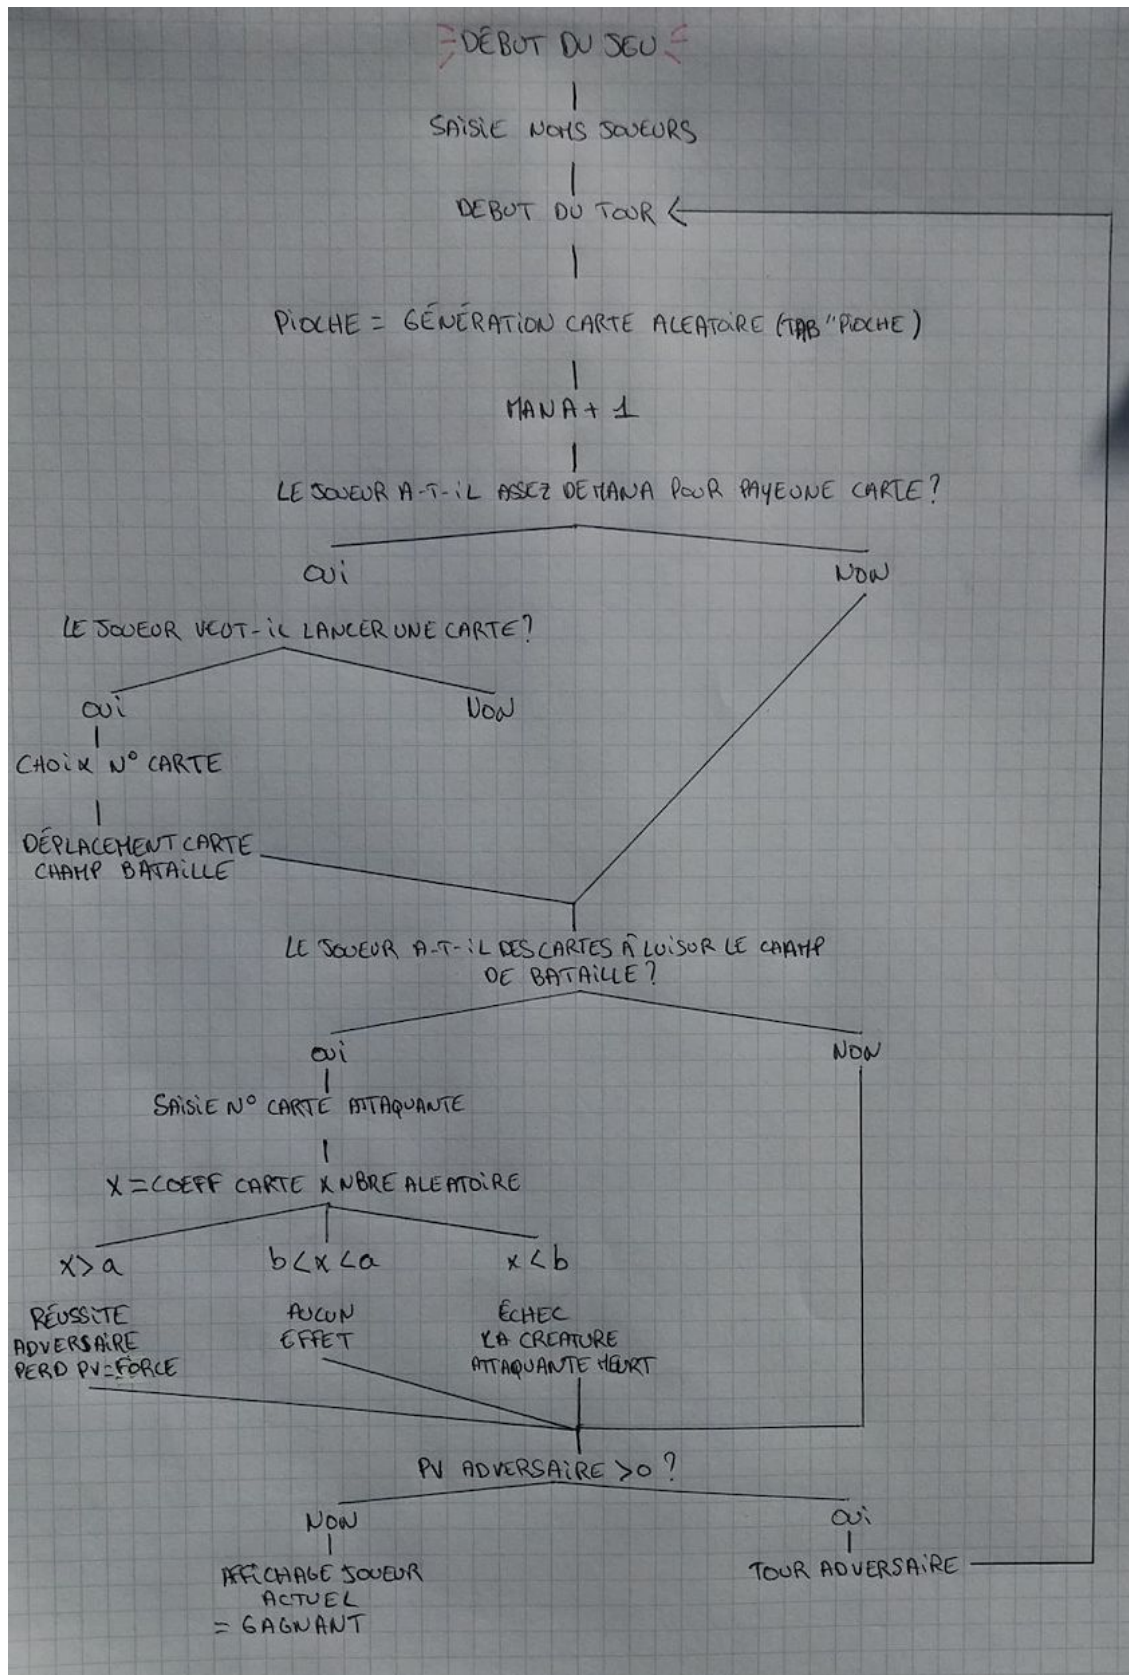 DÉBUT DU JEU
SAISIE NOMS JOUEURS
DEBUT DU TOUR
PIOCHE = GÉNÉRATION CARTE ALEATOIRE (TAB "PIOCHE)
MANA + 1
LE JOUEUR A-T-IL ASSEZ DE MANA POUR PAYE UNE CARTE ?
OUI
NON
LE JOUEUR VEUT-IL LANCER UNE CARTE ?
OUI
NON
CHOIX N° CARTE
DÉPLACEMENT CARTE
CHAMP BATAILLE
LE JOUEUR A-T-IL DES CARTES À LUI SUR LE CHAMP
DE BATAILLE ?
OUI
NON
SAISIE N° CARTE ATTAQUANTE
X = COEFF CARTE X NBRE ALEATOIRE
x > a
b < x < a
x < b
RÉUSSITE
ADVERSAIRE
PERD PV = FORCE
AUCUN
EFFET
ÉCHEC
LA CREATURE
ATTAQUANTE MEURT
PV ADVERSAIRE > 0 ?
NON
OUI
AFFICHAGE JOUEUR
ACTUEL
= GAGNANT
TOUR ADVERSAIRE